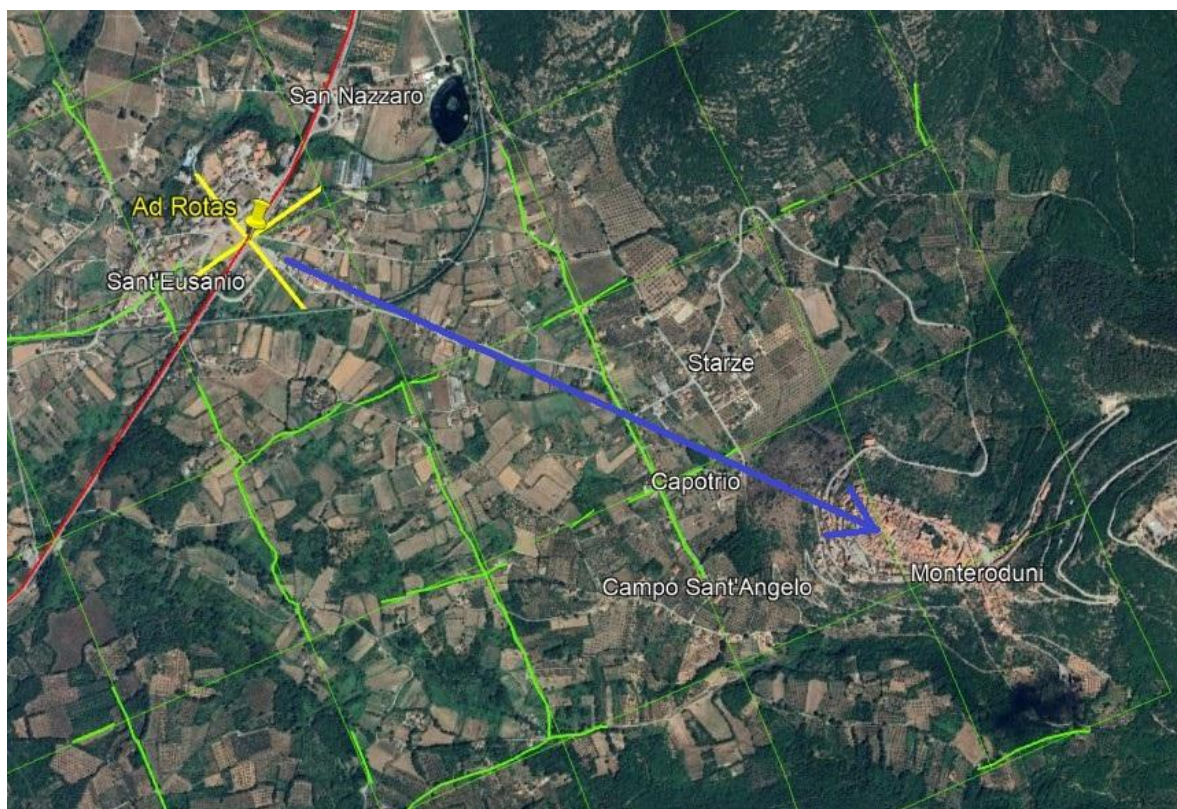 San Nazzaro
Ad Rotas
Sant'Eusanio
Starze
Capotrio
Campo Sant'Angelo
Monteroduni